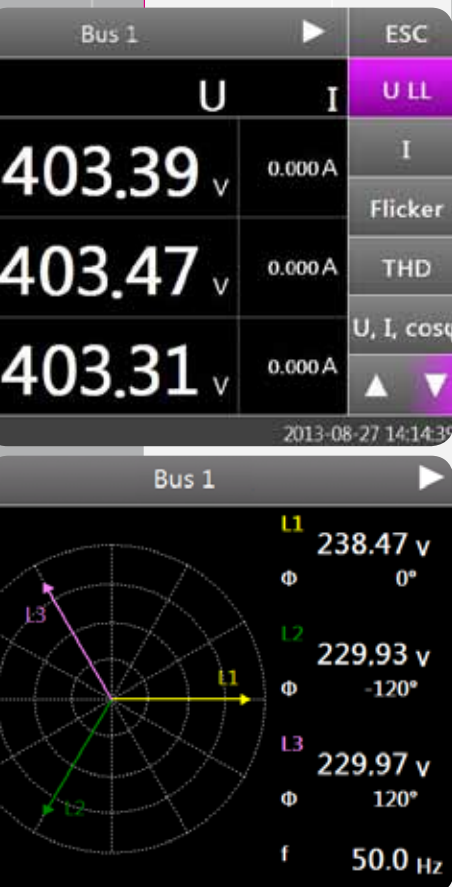 Bus 1 ESC
U I U LL
403.39 V 0.000 A I
Flicker
403.47 V 0.000 A THD
U, I, cosφ
403.31 V 0.000 A
2013-08-27 14:14:39
Bus 1
L1
238.47 V
Φ 0°
L3
L2
229.93 V
L1
Φ -120°
L3
229.97 V
L2
Φ 120°
f 50.0 Hz